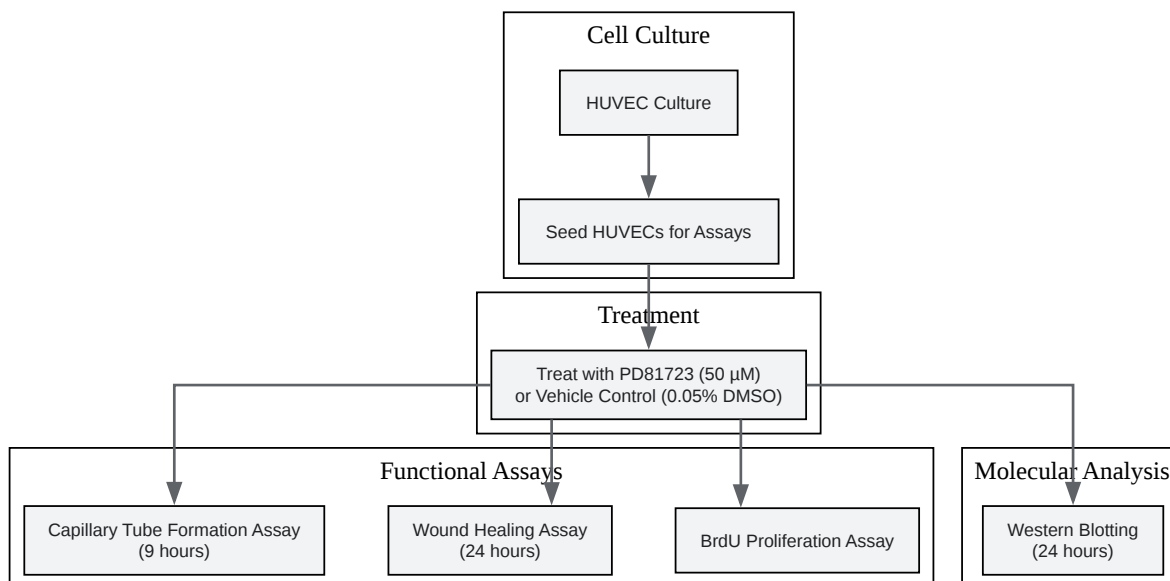 Cell Culture
HUVEC Culture
Seed HUVECs for Assays
Treatment
Treat with PD81723 (50 µM)
or Vehicle Control (0.05% DMSO)
Functional Assays
Capillary Tube Formation Assay
(9 hours)
Wound Healing Assay
(24 hours)
BrdU Proliferation Assay
Molecular Analysis
Western Blotting
(24 hours)